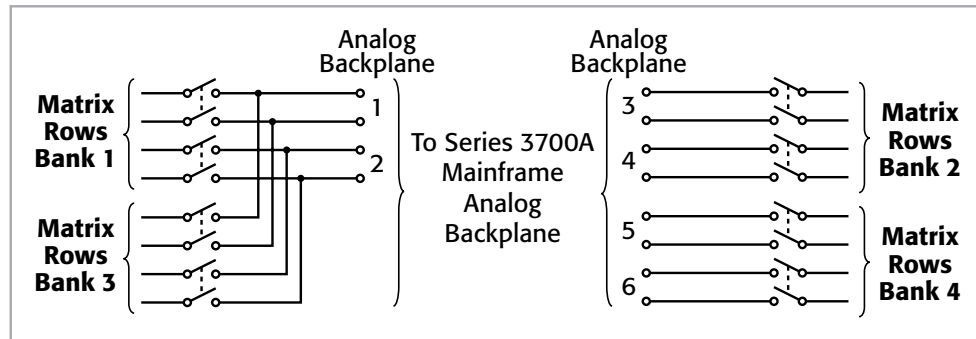 Analog
Backplane
Matrix
Rows
Bank 1
1
2
Matrix
Rows
Bank 3
To Series 3700A
Mainframe
Analog
Backplane
Analog
Backplane
3
4
5
6
Matrix
Rows
Bank 2
Matrix
Rows
Bank 4